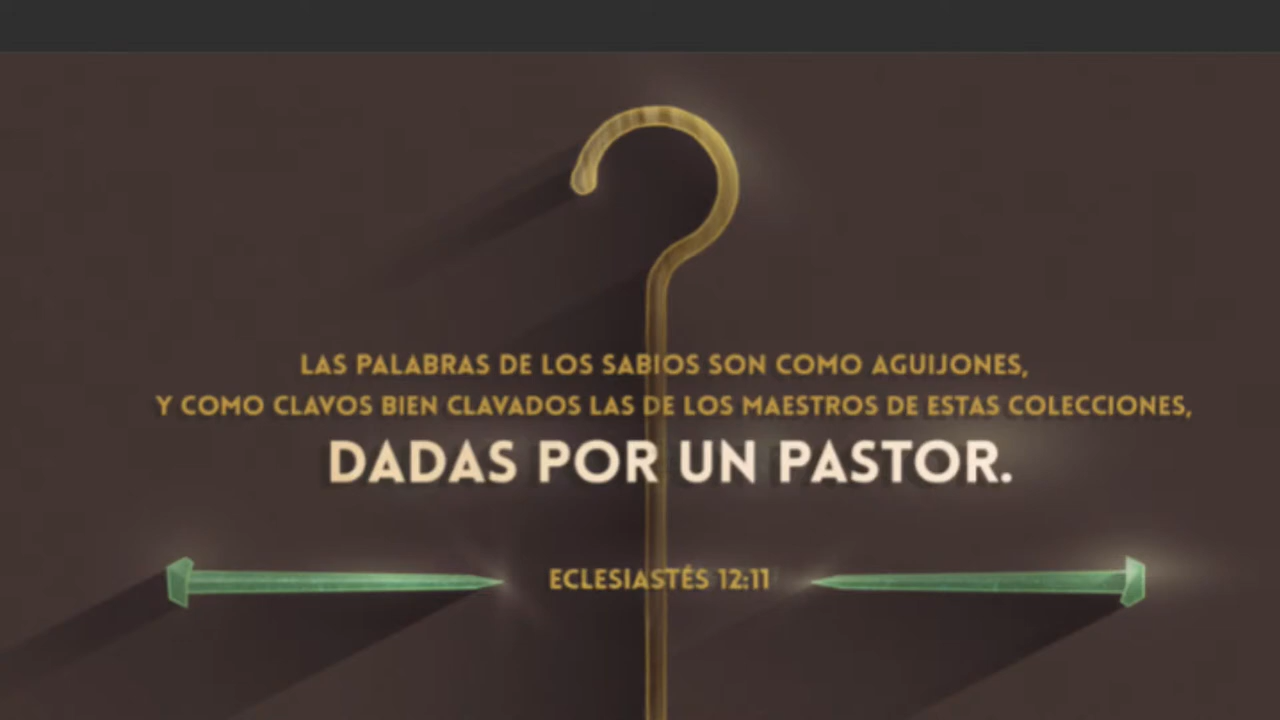 LAS PALABRAS DE LOS SABIOS SON COMO AGUIJONES,
Y COMO CLAVOS BIEN CLAVADOS LAS DE LOS MAESTROS DE ESTAS COLECCIONES,
DADAS POR UN PASTOR.
ECLESIASTÉS 12:11